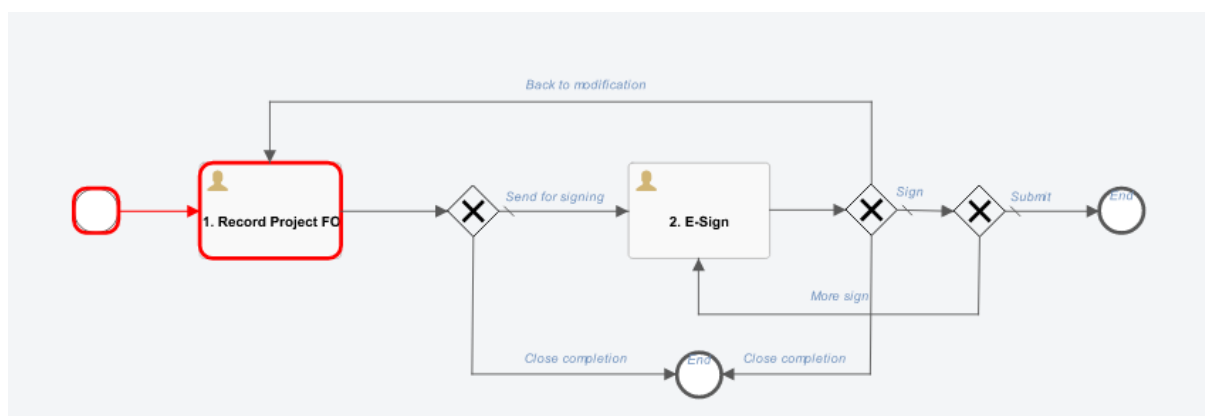 Back to modification
1. Record Project FO
Send for signing
2. E-Sign
Sign
Submit
End
More sign
Close completion
End
Close completion